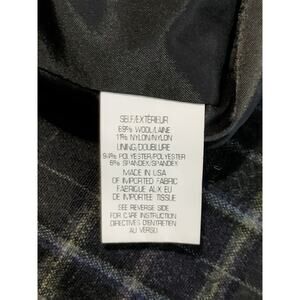 SELF/EXTÉRIEUR
89% WOOL/LAINE
11% NYLON/NYLON
LINING/DOUBLURE
94% POLYESTER/POLYESTER
6% SPANDEX/SPANDEX
MADE IN USA
OF IMPORTED FABRIC
FABRIQUE AUX EU
DE IMPORTEE TISSUE
SEE REVERSE SIDE
FOR CARE INSTRUCTION
DIRECTIVES D'ENTRETIEN
AU VERSO